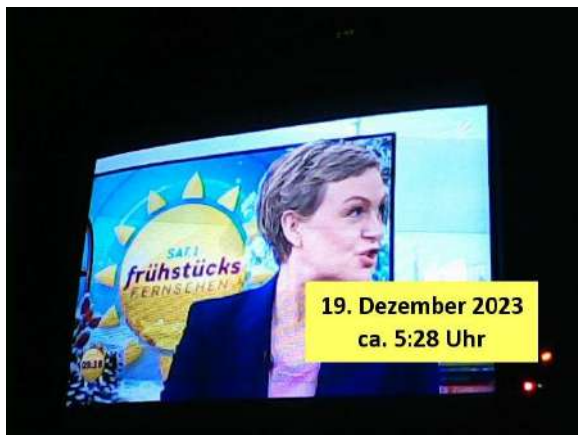 SAT.1
frühstücks
FERNSEHEN
19. Dezember 2023
ca. 5:28 Uhr